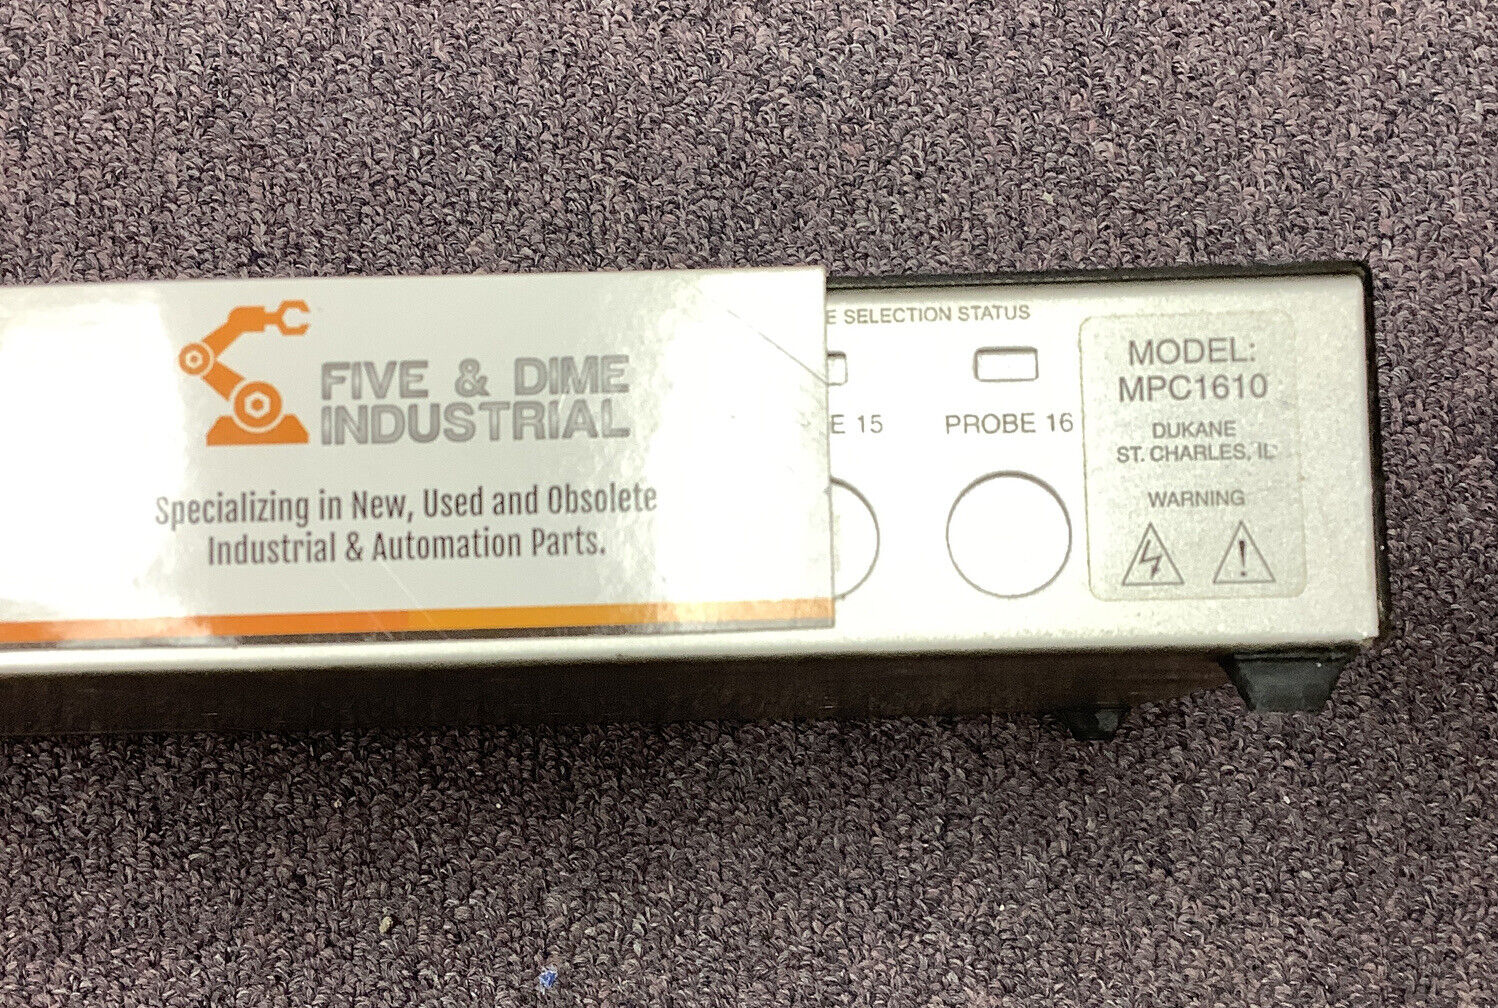 FIVE & DIME
INDUSTRIAL
Specializing in New, Used and Obsolete
Industrial & Automation Parts.
E SELECTION STATUS
E 15
PROBE 16
MODEL:
MPC1610
DUKANE
ST. CHARLES, IL
WARNING